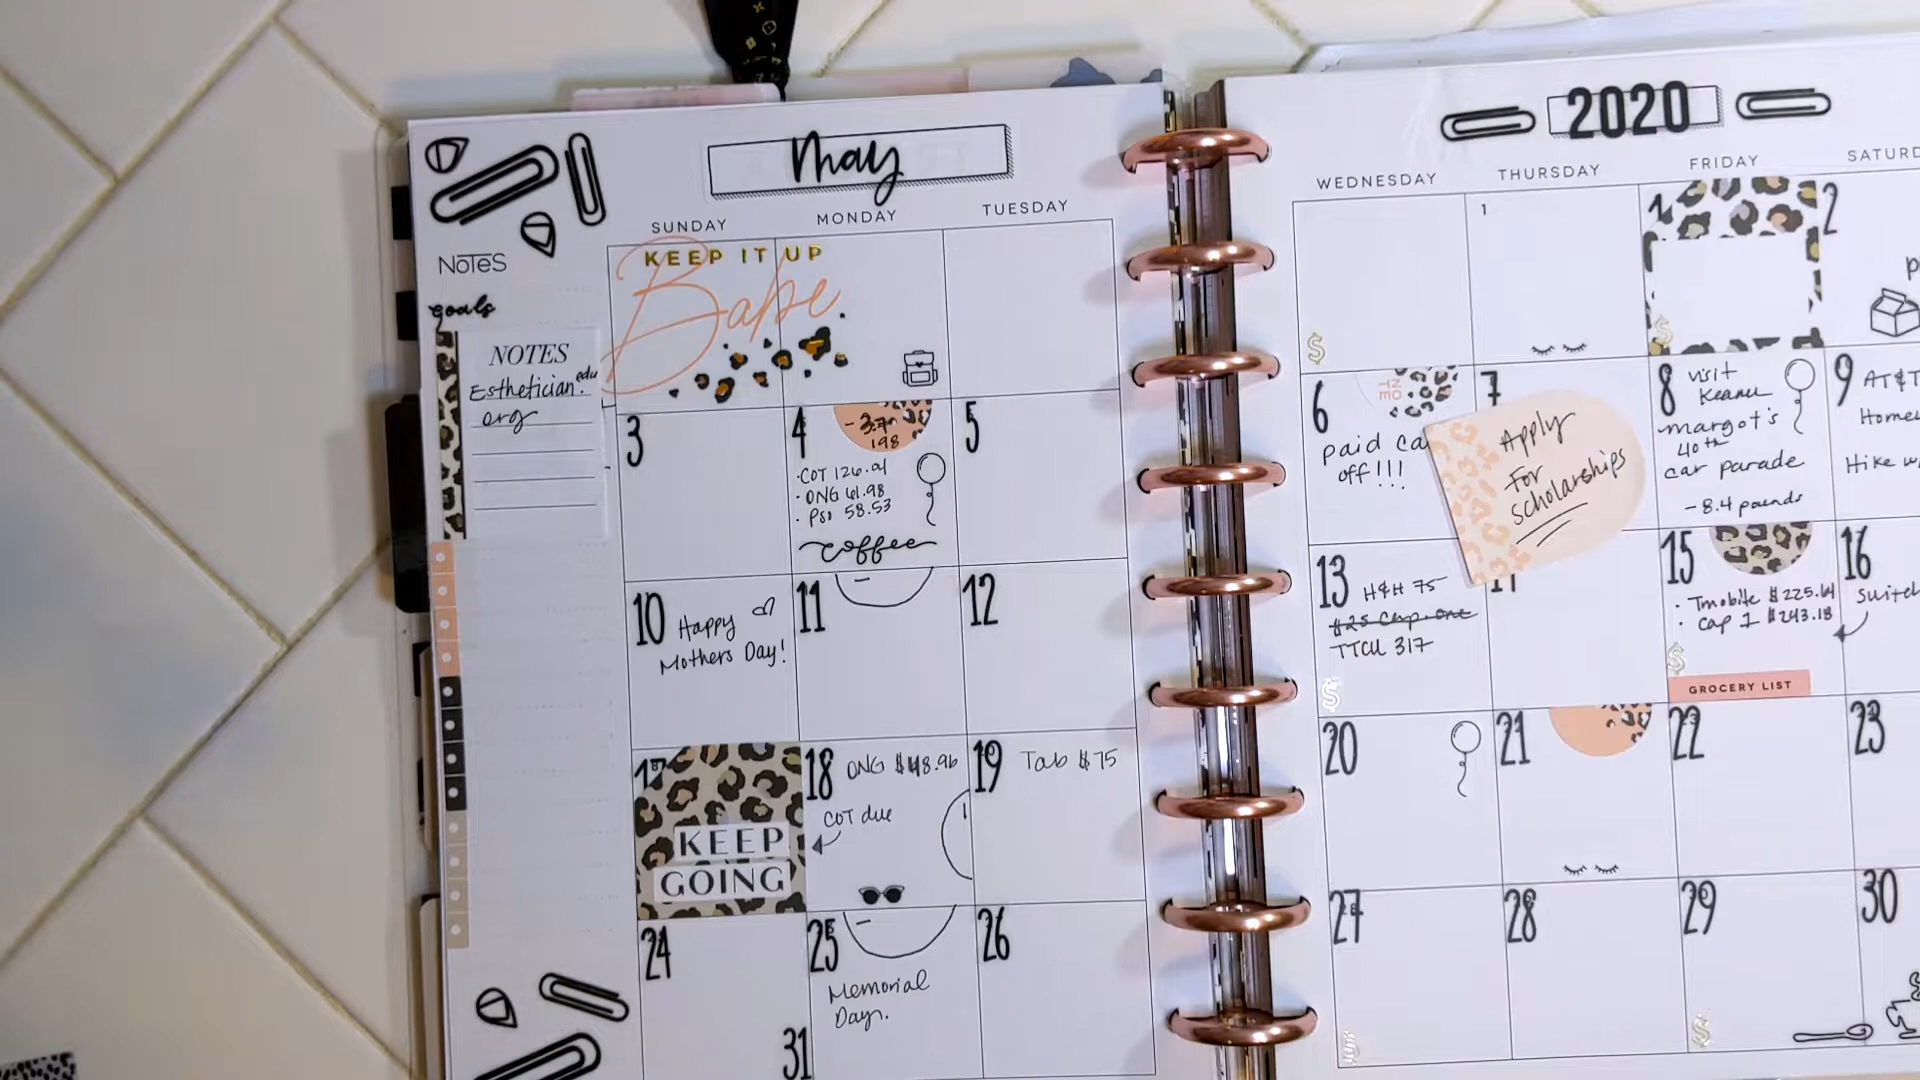 may
2020
SUNDAY
MONDAY
TUESDAY
WEDNESDAY
THURSDAY
FRIDAY
NOTES
goals
NOTES
Esthetician.edu
org
KEEP IT UP
Babe.
1
1
2
3
4
198
·COT
· ONG 61.98
58.53
coffee
5
6
paid
off!!!
7
Apply
For
scholarships
8
visit
Keanu
margot's
40th
car parade
-8.4 pounds
9
AT&T
Hike
10
Happy
Mothers Day!
11
12
13
H&H 75
$25 Cap. One
TTCU 317
15
· Tmobile $225.64
· Cap 1 $243.18
GROCERY LIST
16
KEEP
GOING
18
ONG $48.96
COT due
19
Tab $75
20
21
22
23
24
31
25
Memorial
Day.
26
27
28
29
30